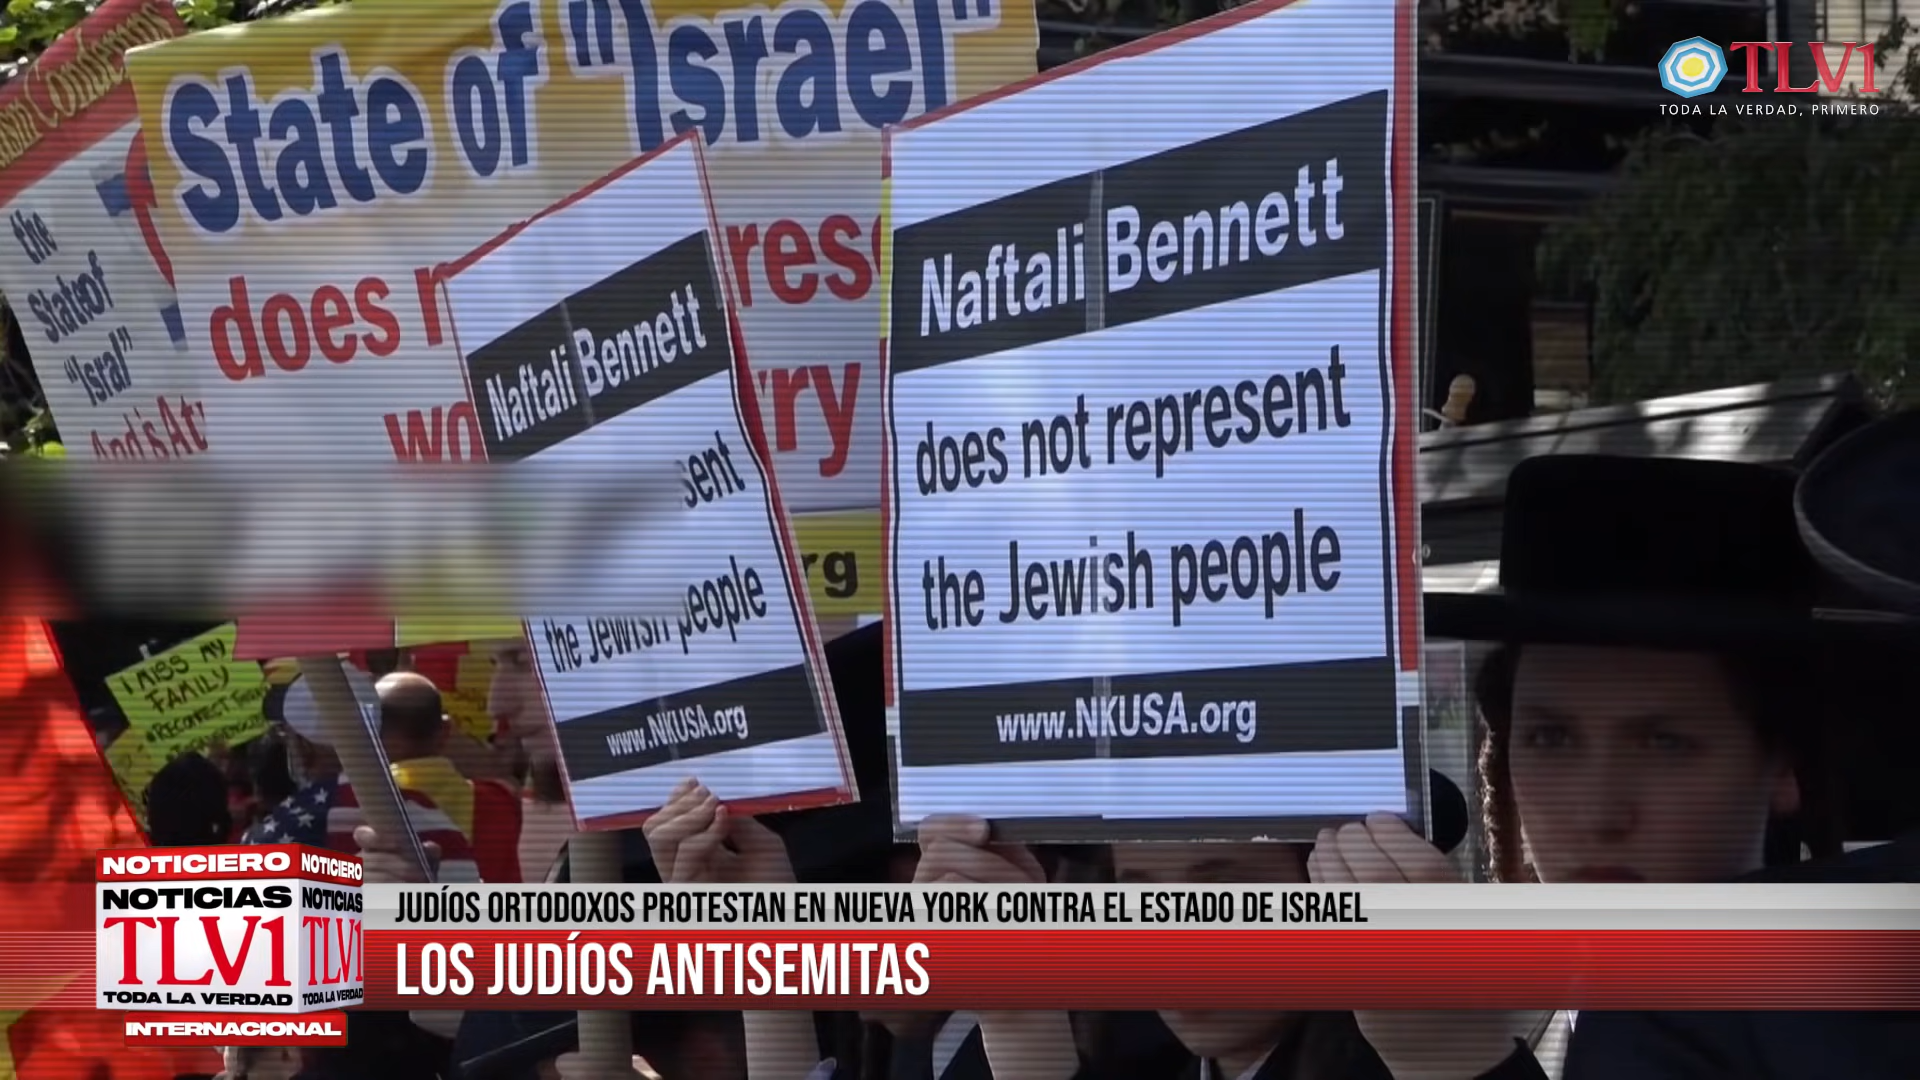 TLV1
TODA LA VERDAD, PRIMERO
Condemns
State of "Israel"
the
State of
"Isral"
does
Naftali Bennett
Naftali Bennett
does not represent
the Jewish people
www.NKUSA.org
the Jewish people
www.NKUSA.org
I MISS MY
FAMILY
NOTICIERO
NOTICIAS
TLV1
TODA LA VERDAD
INTERNACIONAL
NOTICIERO
NOTICIAS
TLV1
TODA LA VERDAD
JUDÍOS ORTODOXOS PROTESTAN EN NUEVA YORK CONTRA EL ESTADO DE ISRAEL
LOS JUDÍOS ANTISEMITAS